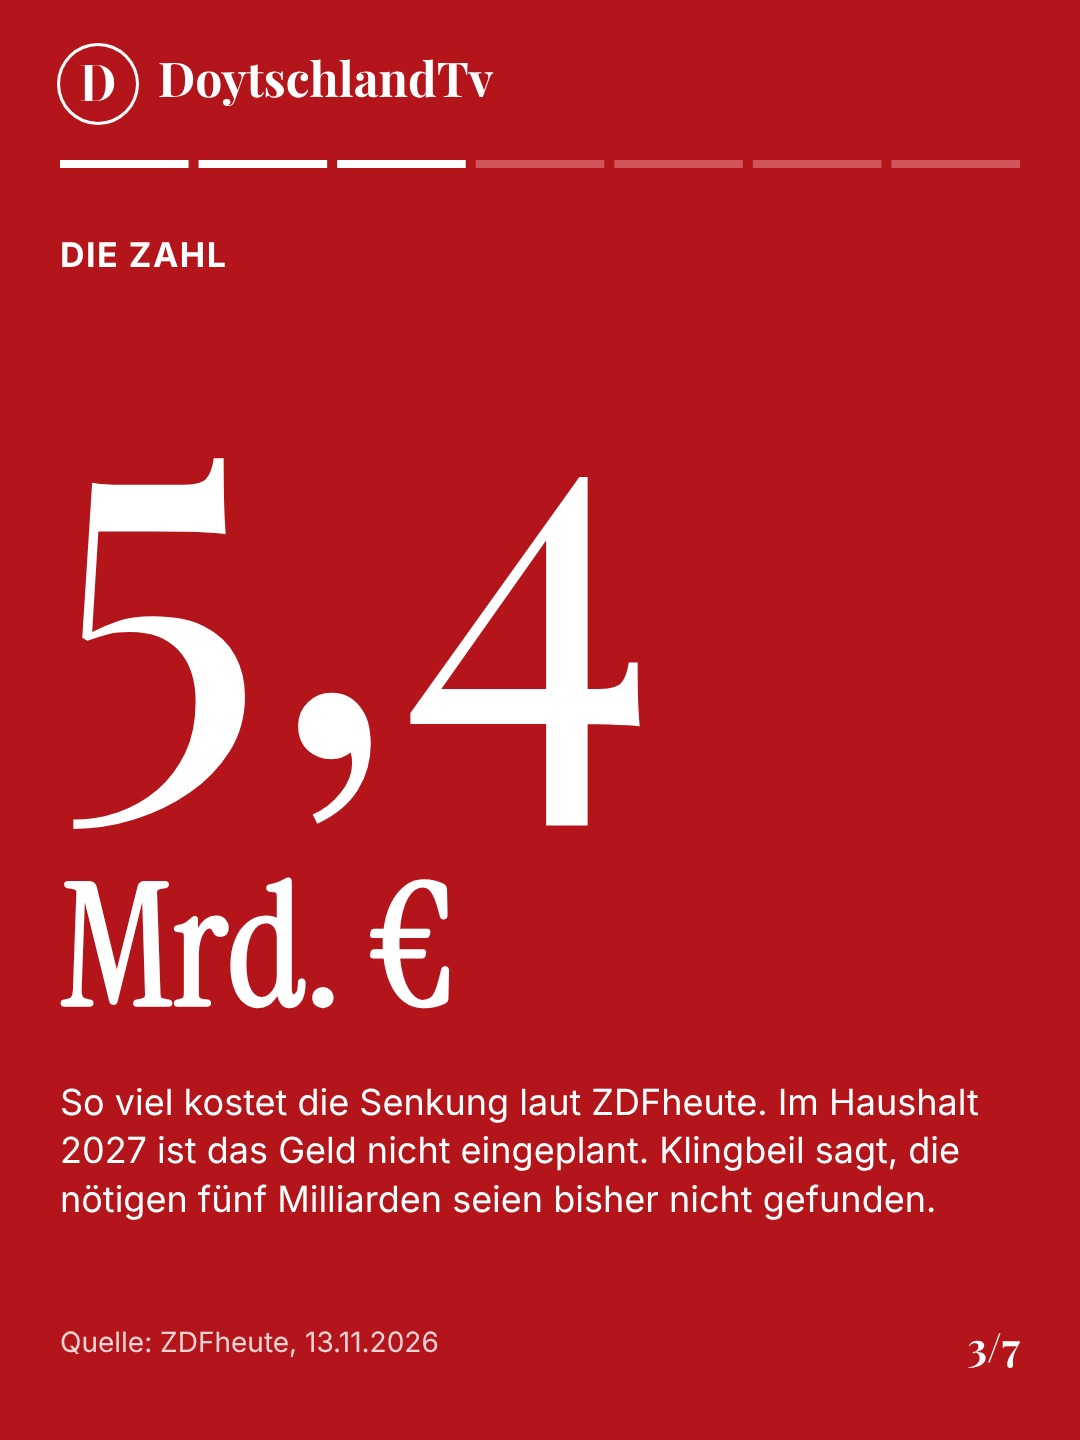 D DoytschlandTv
DIE ZAHL
5,4
Mrd. €
So viel kostet die Senkung laut ZDFheute. Im Haushalt
2027 ist das Geld nicht eingeplant. Klingbeil sagt, die
nötigen fünf Milliarden seien bisher nicht gefunden.
Quelle: ZDFheute, 13.11.2026
3/7